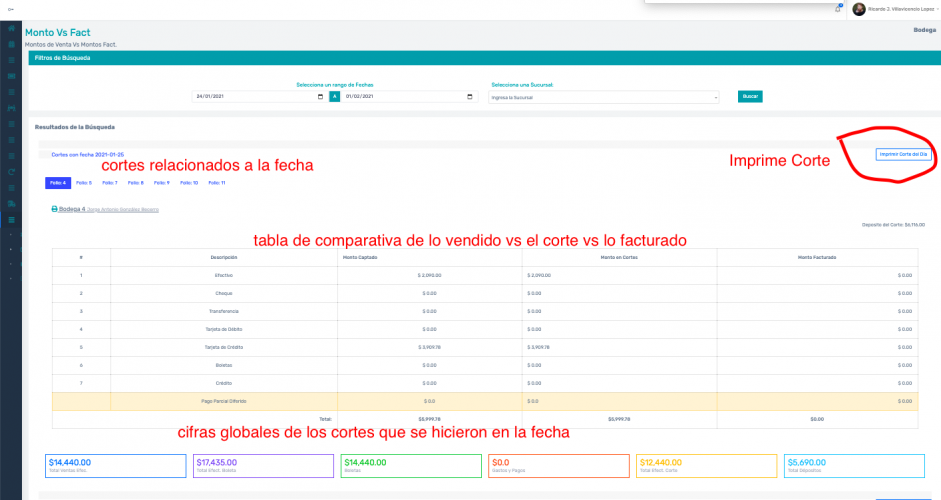 Ricardo J. Villavicencio Lopez
Monto Vs Fact
Bodega
Montos de Venta Vs Montos Fact.
Filtros de Búsqueda
Selecciona un rango de Fechas
Selecciona una Sucursal
24/01/2021 A 01/02/2021 Ingresa la Sucursal Buscar
Resultados de la Búsqueda
Cortes con fecha 2021-01-25
cortes relacionados a la fecha
Imprime Corte
Imprimir Corte del Día
Folio: 4 Folio: 5 Folio: 7 Folio: 8 Folio: 9 Folio: 10 Folio: 11
Bodega 4 Jorge Antonio González Navarro
Deposito del Corte: $6,116.00
tabla de comparativa de lo vendido vs el corte vs lo facturado
# Descripción Monto Captado Monto en Cortes Monto Facturado
1 Efectivo $ 2,090.00 $ 2,090.00 $ 0.00
2 Cheque $ 0.00 $ 0.00 $ 0.00
3 Transferencia $ 0.00 $ 0.00 $ 0.00
4 Tarjeta de Débito $ 0.00 $ 0.00 $ 0.00
5 Tarjeta de Crédito $ 3,909.78 $ 3,909.78 $ 0.00
6 Boletas $ 0.00 $ 0.00 $ 0.00
7 Crédito $ 0.00 $ 0.00 $ 0.00
Pago Parcial Diferido $ 0.0 $ 0.0 $ 0.00
Total: $5,999.78 $5,999.78 $0.00
cifras globales de los cortes que se hicieron en la fecha
$14,440.00
Total Ventas Efec.
$17,435.00
Total Efect. Bolsita
$14,440.00
Boletas
$0.0
Gastos y Pagos
$12,440.00
Total Efect. Corte
$5,690.00
Total Depositos